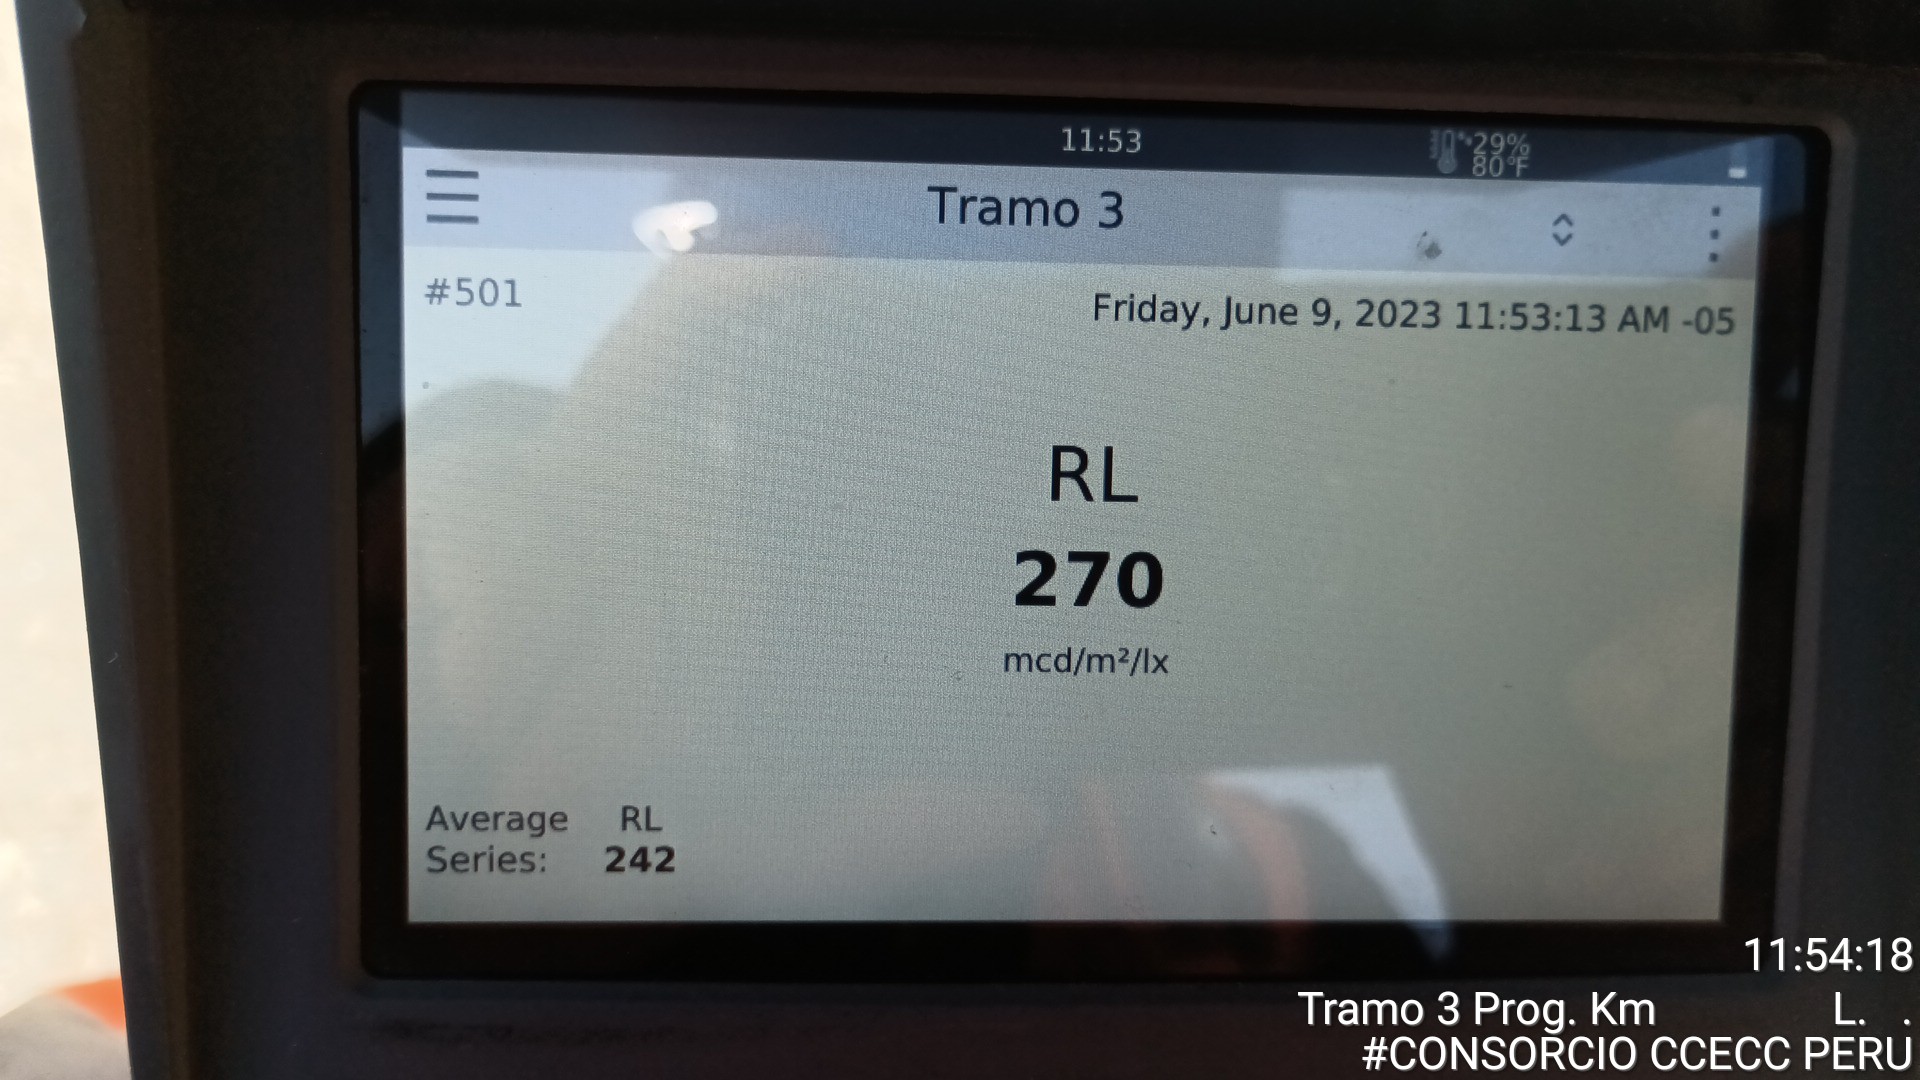 11:53
29%
80°F
Tramo 3
#501
Friday, June 9, 2023 11:53:13 AM -05
RL
270
mcd/m²/lx
Average RL
Series: 242
11:54:18
Tramo 3 Prog. Km L. .
#CONSORCIO CCECC PERU